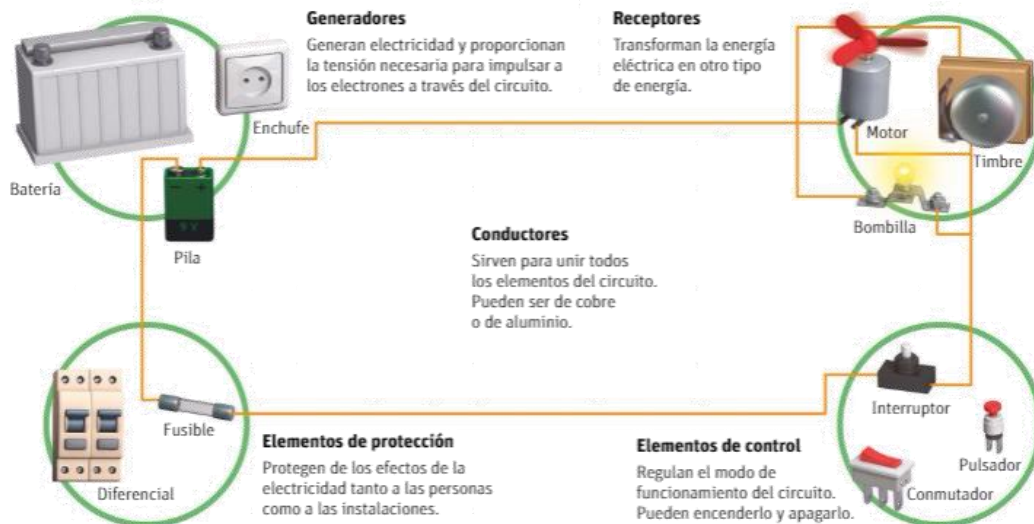 Generadores
Generan electricidad y proporcionan
la tensión necesaria para impulsar a
los electrones a través del circuito.
Receptores
Transforman la energía
eléctrica en otro tipo
de energía.
Batería
Enchufe
Pila
- +
9 V
Motor
Timbre
Bombilla
Conductores
Sirven para unir todos
los elementos del circuito.
Pueden ser de cobre
o de aluminio.
Diferencial
Fusible
Elementos de protección
Protegen de los efectos de la
electricidad tanto a las personas
como a las instalaciones.
Elementos de control
Regulan el modo de
funcionamiento del circuito.
Pueden encenderlo y apagarlo.
Interruptor
Pulsador
Conmutador